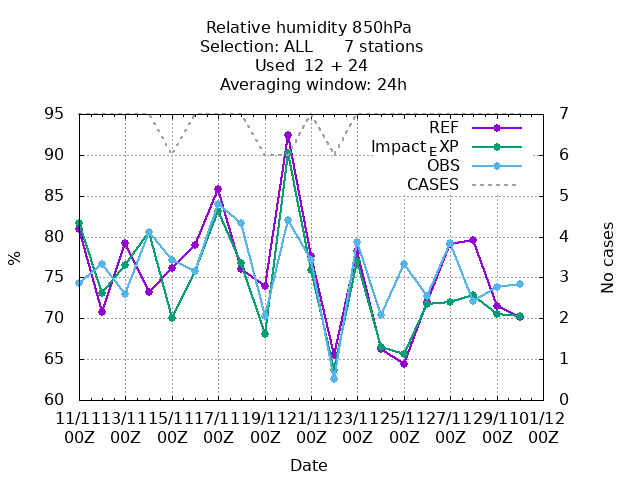 Relative humidity 850hPa
Selection: ALL 7 stations
Used 12 + 24
Averaging window: 24h
95 7
REF
Impact_EXP
90 6
OBS
CASES
85 5
80 4
%
No cases
75 3
70 2
65 1
60 0
11/11 13/11 15/11 17/11 19/11 21/11 23/11 25/11 27/11 29/11 01/12
00Z 00Z 00Z 00Z 00Z 00Z 00Z 00Z 00Z 00Z 00Z
Date